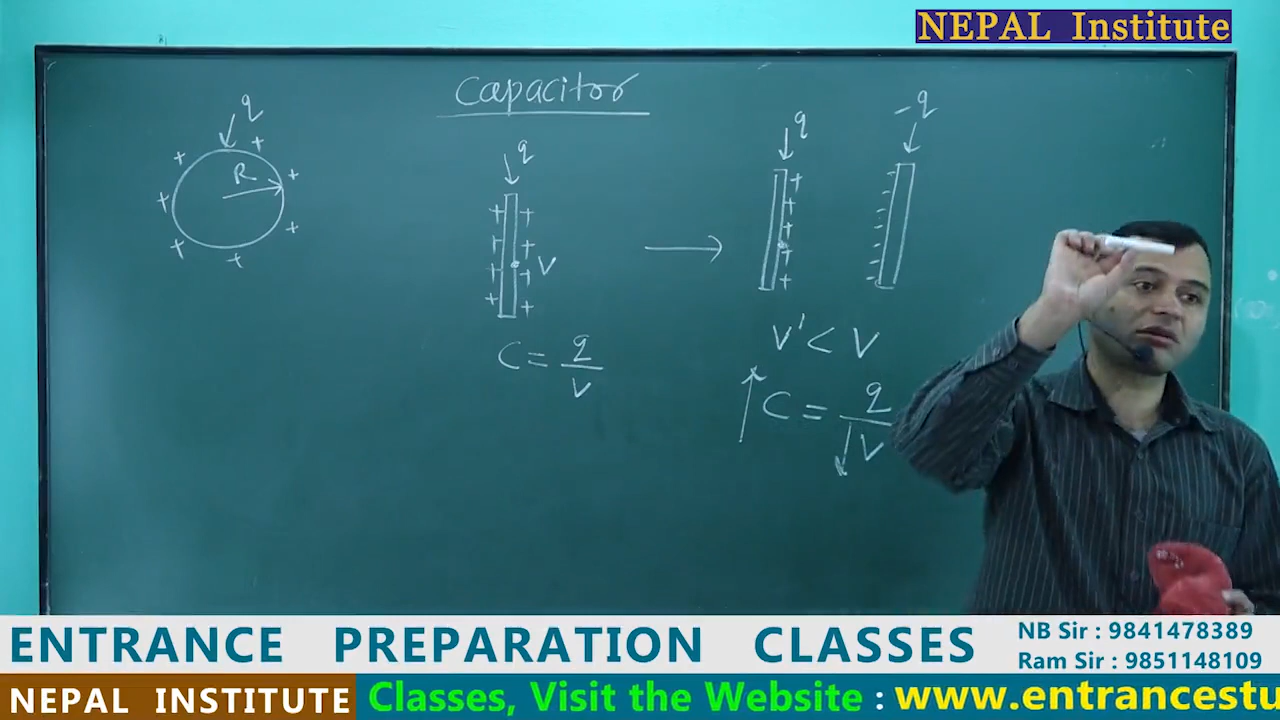 NEPAL Institute
Capacitor
q
R
+ + + + + + + +
q
+ + + + + + + +
V
C = q/V
q
+ + + + +
-q
- - - - - -
V' < V
C = q/V
ENTRANCE PREPARATION CLASSES
NB Sir : 9841478389
Ram Sir : 9851148109
NEPAL INSTITUTE
Classes, Visit the Website : www.entrancestu